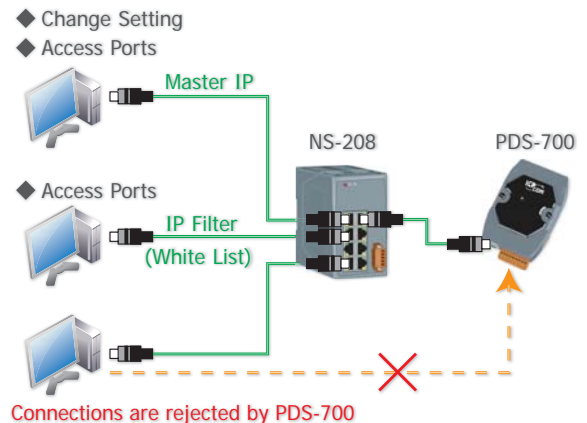 ◆ Change Setting
◆ Access Ports
Master IP
NS-208
PDS-700
◆ Access Ports
IP Filter
(White List)
Connections are rejected by PDS-700